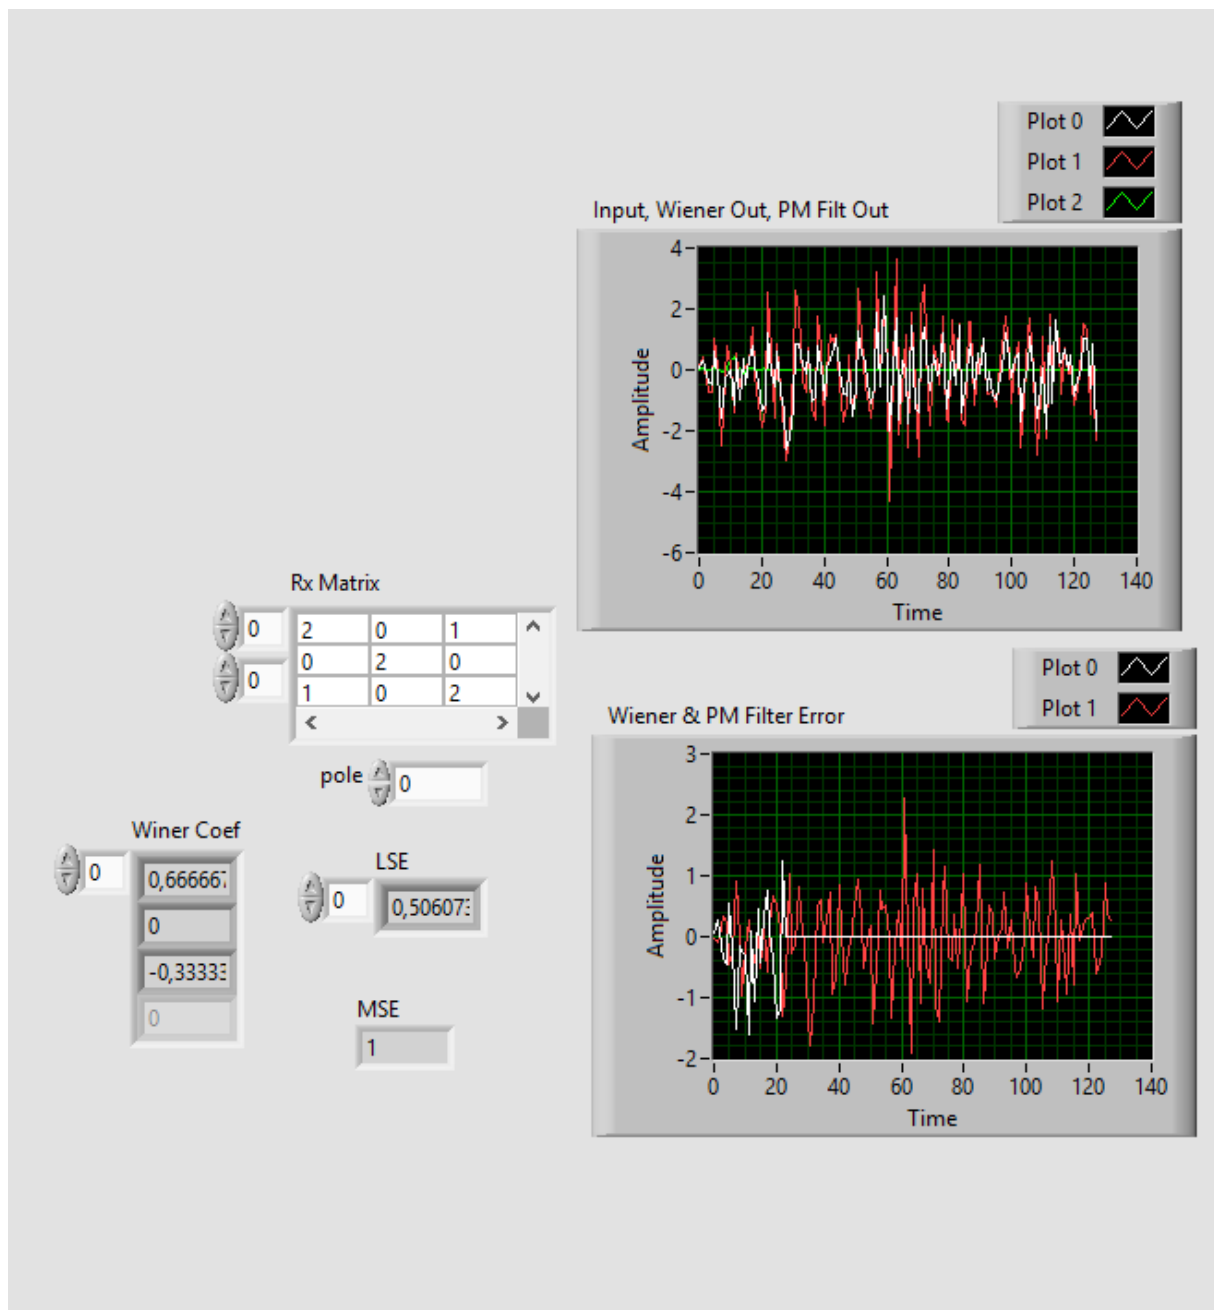 Plot 0
Plot 1
Plot 2
Input, Wiener Out, PM Filt Out
4
2
0
-2
-4
-6
Amplitude
0 20 40 60 80 100 120 140
Time
Rx Matrix
0 2 0 1
0 0 2 0
1 0 2
pole 0
Plot 0
Plot 1
Wiener & PM Filter Error
3
2
1
0
-1
-2
Amplitude
0 20 40 60 80 100 120 140
Time
Winer Coef
0 0,666667
0
-0,33333
0
LSE
0 0,506073
MSE
1